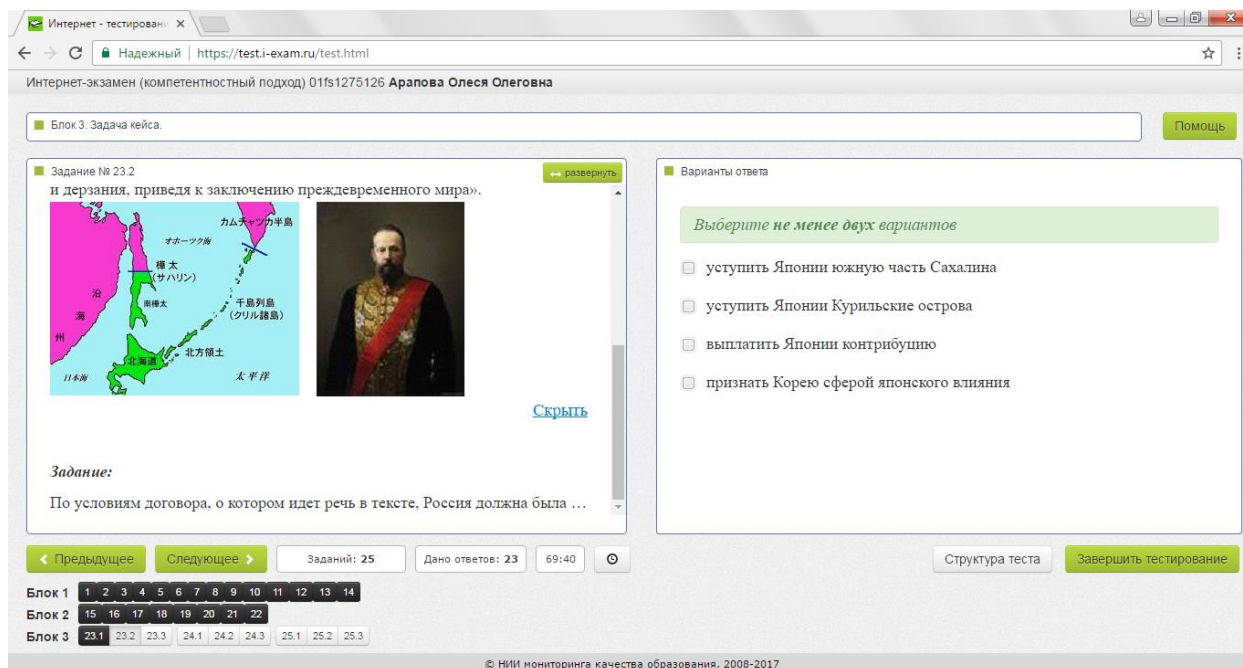 Интернет - тестировани
Надежный https://test.i-exam.ru/test.html
Интернет-экзамен (компетентностный подход) 01fs1275126 Арапова Олеся Олеговна
Блок 3. Задача кейса.
Помощь
Задание № 23.2
развернуть
и дерзания, приведя к заключению преждевременного мира».
カムチャツカ半島
オホーツク海
樺太
(サハリン)
沿
海
州
南樺太
千島列島
(クリル諸島)
北海道
北方領土
日本海
太平洋
Скрыть
Задание:
По условиям договора, о котором идет речь в тексте, Россия должна была …
Варианты ответа
Выберите не менее двух вариантов
уступить Японии южную часть Сахалина
уступить Японии Курильские острова
выплатить Японии контрибуцию
признать Корею сферой японского влияния
Предыдущее Следующее Заданий: 25 Дано ответов: 23 69:40 Структура теста Завершить тестирование
Блок 1 1 2 3 4 5 6 7 8 9 10 11 12 13 14
Блок 2 15 16 17 18 19 20 21 22
Блок 3 23.1 23.2 23.3 24.1 24.2 24.3 25.1 25.2 25.3
© НИИ мониторинга качества образования, 2008-2017